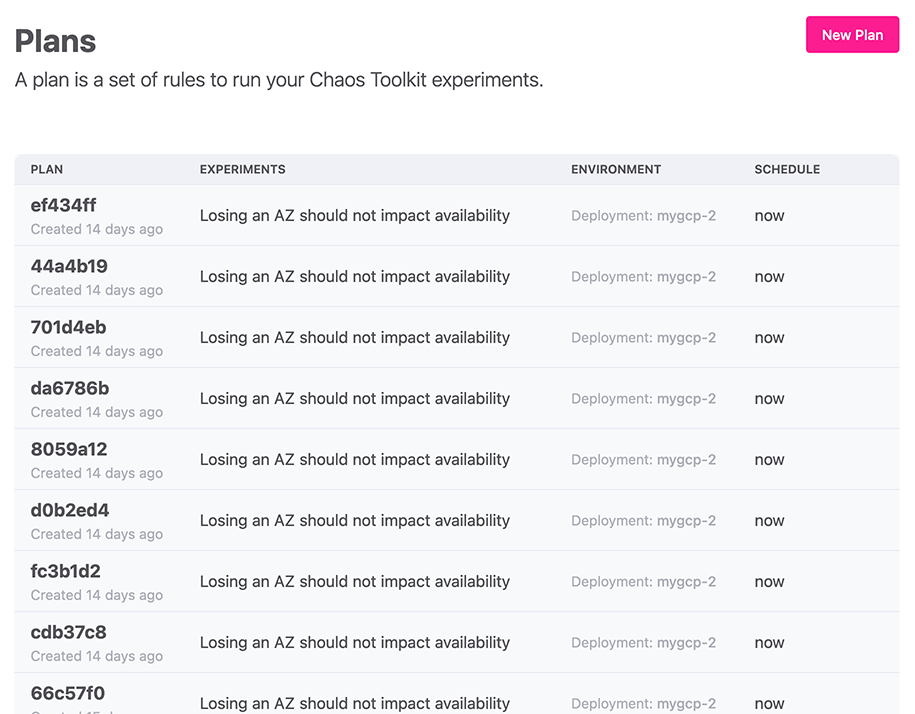 Plans
New Plan
A plan is a set of rules to run your Chaos Toolkit experiments.
PLAN EXPERIMENTS ENVIRONMENT SCHEDULE
ef434ff
Created 14 days ago
Losing an AZ should not impact availability
Deployment: mygcp-2
now
44a4b19
Created 14 days ago
Losing an AZ should not impact availability
Deployment: mygcp-2
now
701d4eb
Created 14 days ago
Losing an AZ should not impact availability
Deployment: mygcp-2
now
da6786b
Created 14 days ago
Losing an AZ should not impact availability
Deployment: mygcp-2
now
8059a12
Created 14 days ago
Losing an AZ should not impact availability
Deployment: mygcp-2
now
d0b2ed4
Created 14 days ago
Losing an AZ should not impact availability
Deployment: mygcp-2
now
fc3b1d2
Created 14 days ago
Losing an AZ should not impact availability
Deployment: mygcp-2
now
cdb37c8
Created 14 days ago
Losing an AZ should not impact availability
Deployment: mygcp-2
now
66c57f0
Losing an AZ should not impact availability
Deployment: mygcp-2
now